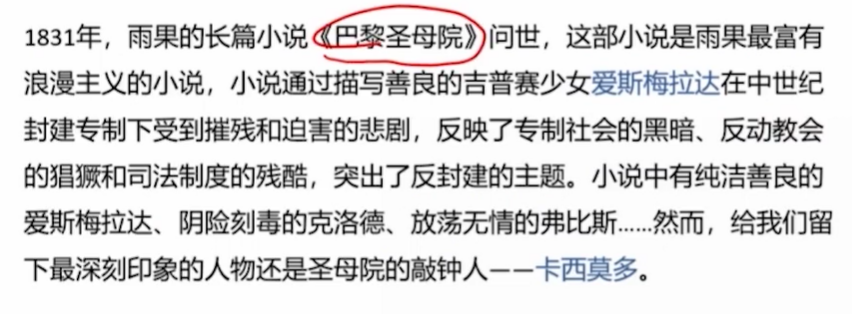 1831年，雨果的长篇小说《巴黎圣母院》问世，这部小说是雨果最富有
浪漫主义的小说，小说通过描写善良的吉普赛少女爱斯梅拉达在中世纪
封建专制下受到摧残和迫害的悲剧，反映了专制社会的黑暗、反动教会
的猖獗和司法制度的残酷，突出了反封建的主题。小说中有纯洁善良的
爱斯梅拉达、阴险刻毒的克洛德、放荡无情的弗比斯......然而，给我们留
下最深刻印象的人物还是圣母院的敲钟人——卡西莫多。